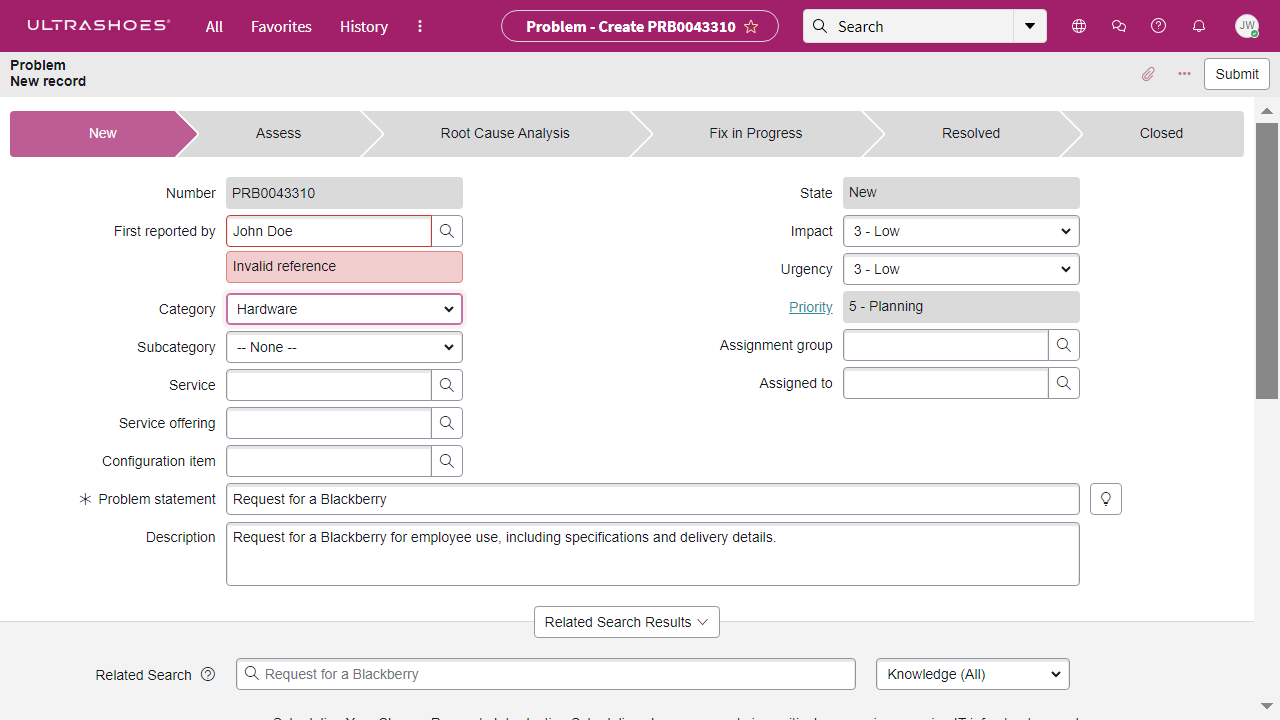 ULTRASHOES
All
Favorites
History
Problem - Create PRB0043310
Search
JW
Problem
New record
Submit
New
Assess
Root Cause Analysis
Fix in Progress
Resolved
Closed
Number
PRB0043310
State
New
First reported by
John Doe
Impact
3 - Low
Invalid reference
Urgency
3 - Low
Category
Hardware
Priority
5 - Planning
Subcategory
-- None --
Assignment group
Service
Assigned to
Service offering
Configuration item
Problem statement
Request for a Blackberry
Description
Request for a Blackberry for employee use, including specifications and delivery details.
Related Search Results
Related Search
Request for a Blackberry
Knowledge (All)